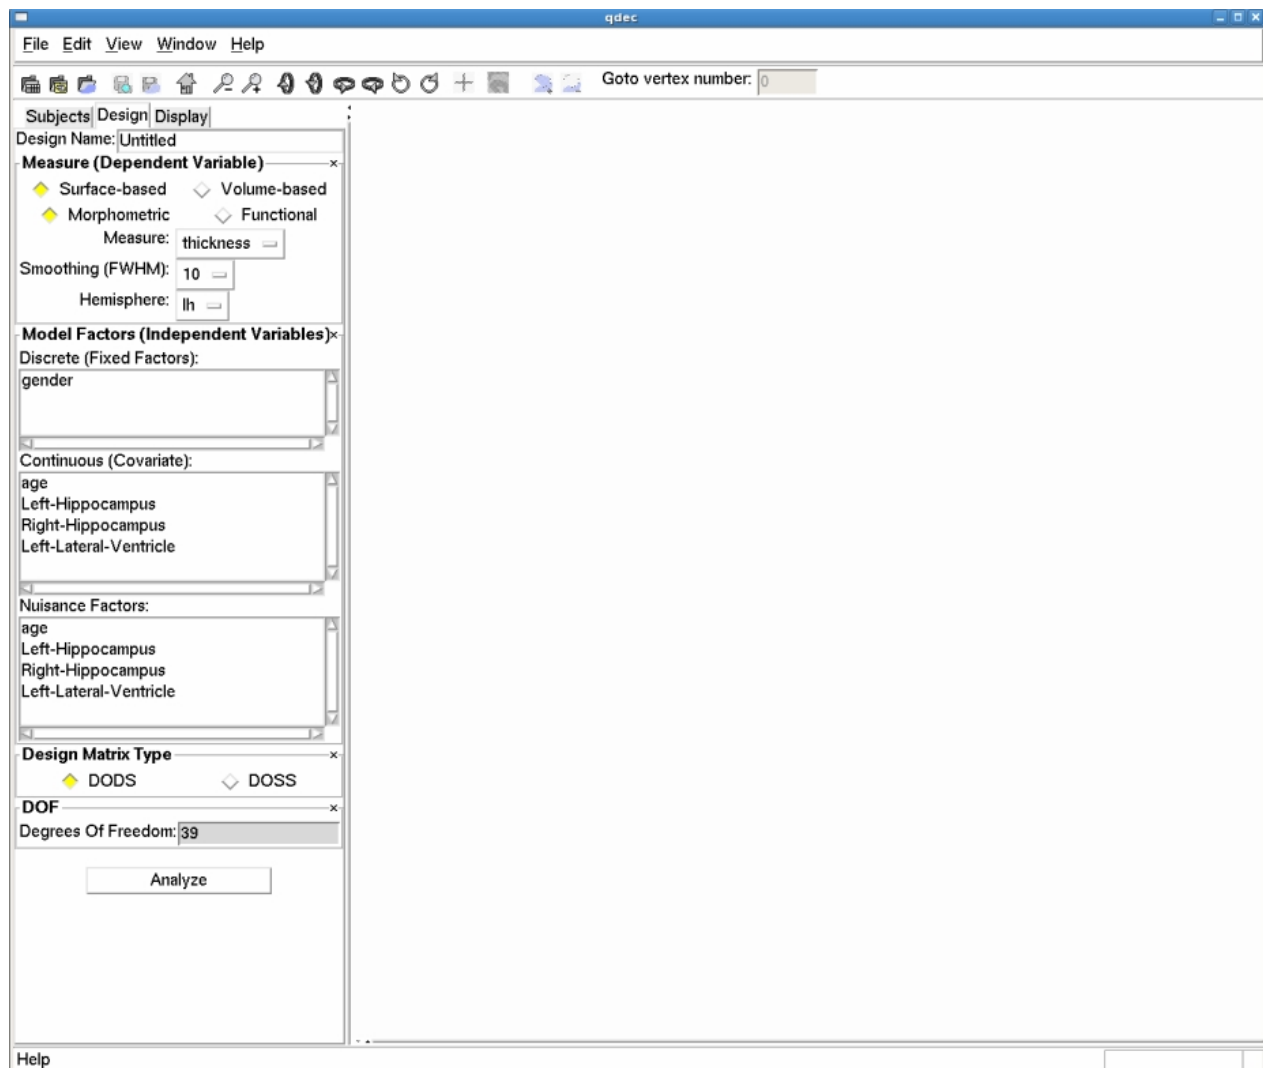 qdec
File Edit View Window Help
Goto vertex number: 0
Subjects Design Display
Design Name: Untitled
Measure (Dependent Variable)
Surface-based Volume-based
Morphometric Functional
Measure: thickness
Smoothing (FWHM): 10
Hemisphere: lh
Model Factors (Independent Variables)
Discrete (Fixed Factors):
gender
Continuous (Covariate):
age
Left-Hippocampus
Right-Hippocampus
Left-Lateral-Ventricle
Nuisance Factors:
age
Left-Hippocampus
Right-Hippocampus
Left-Lateral-Ventricle
Design Matrix Type
DODS DOSS
DOF
Degrees Of Freedom: 39
Analyze
Help